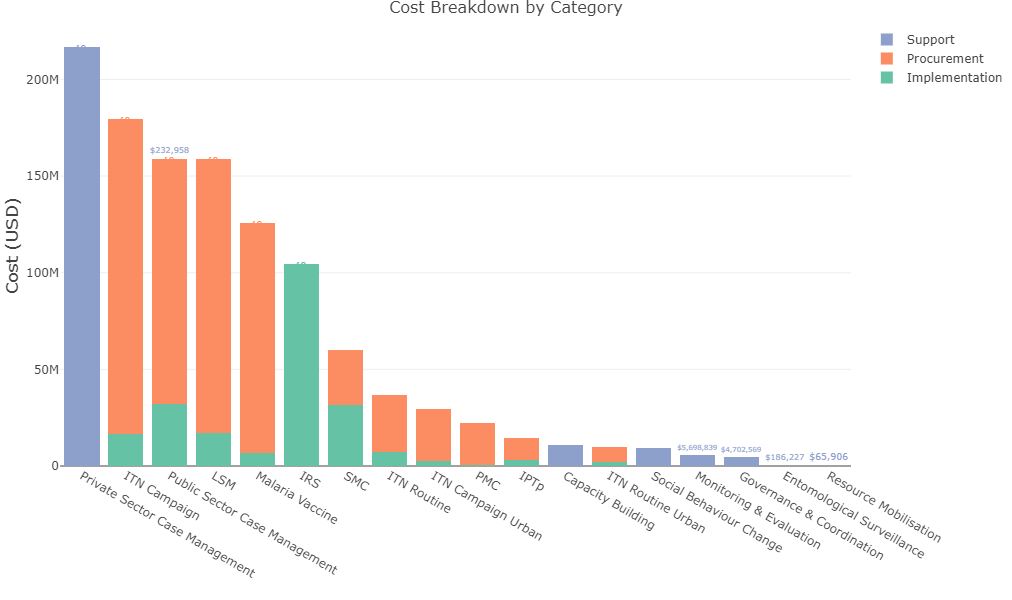 Cost Breakdown by Category
Support
Procurement
Implementation
Cost (USD)
200M
150M
100M
50M
0
$232,958
$5,698,839
$4,702,569
$186,227
$65,906
Private Sector Case Management
ITN Campaign
Public Sector Case Management
LSM
Malaria Vaccine
IRS
SMC
ITN Routine
ITN Campaign Urban
PMC
IPTp
Capacity Building
ITN Routine Urban
Social Behaviour Change
Monitoring & Evaluation
Governance & Coordination
Entomological Surveillance
Resource Mobilisation